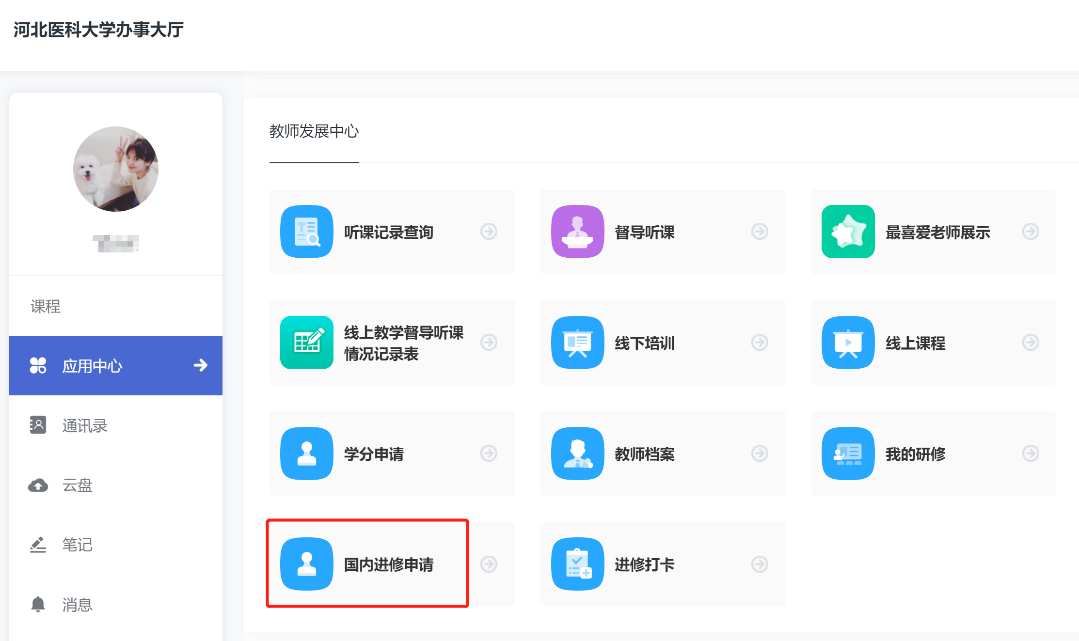 河北医科大学办事大厅
课程
应用中心
通讯录
云盘
笔记
消息
教师发展中心
听课记录查询
督导听课
最喜爱老师展示
线上教学督导听课
情况记录表
线下培训
线上课程
学分申请
教师档案
我的研修
国内进修申请
进修打卡